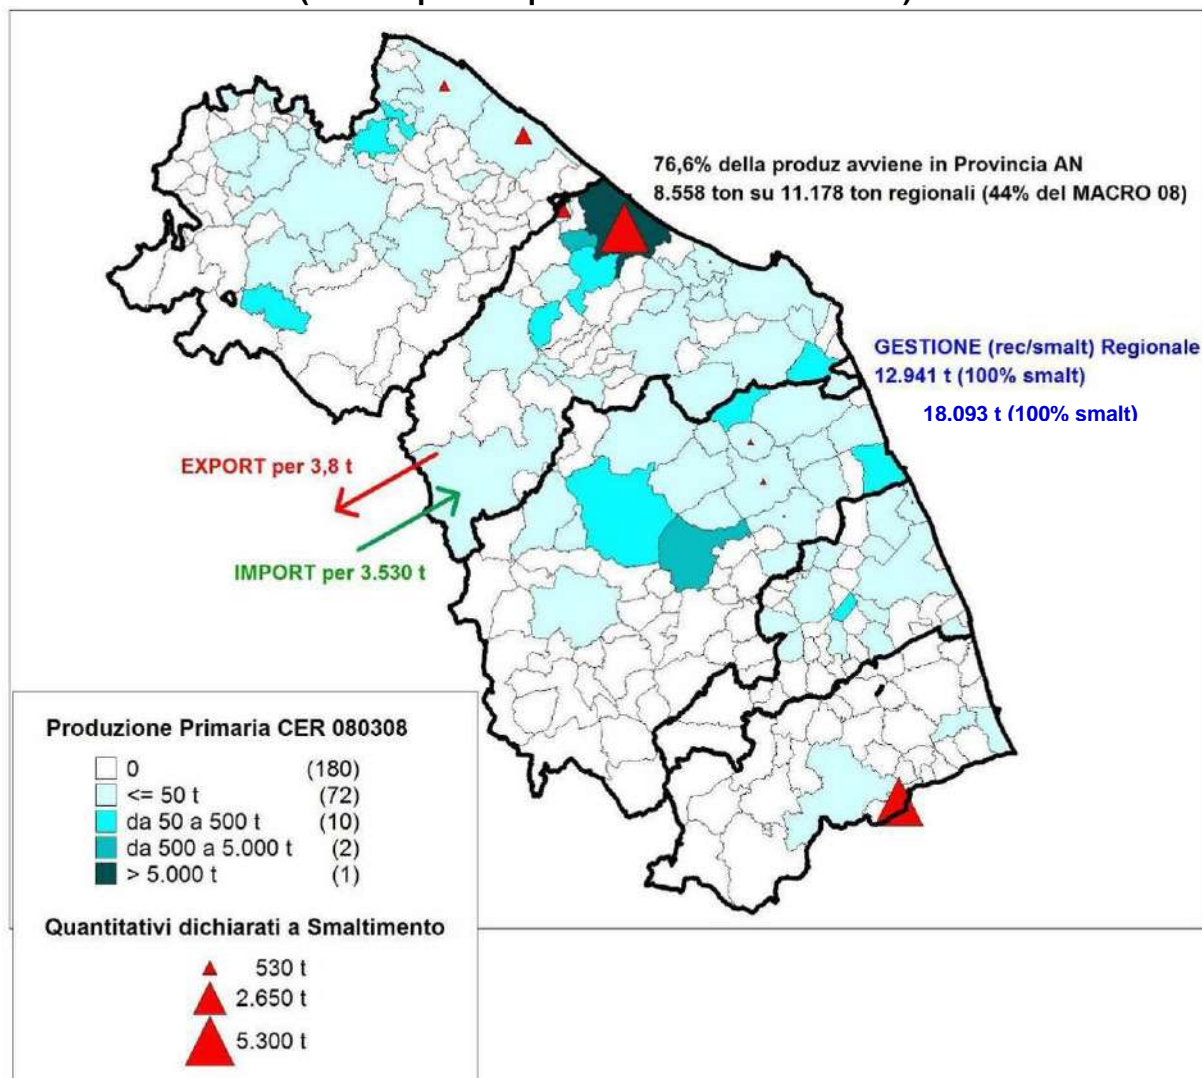 76,6% della produz avviene in Provincia AN
8.558 ton su 11.178 ton regionali (44% del MACRO 08)
GESTIONE (rec/smalt) Regionale
12.941 t (100% smalt)
18.093 t (100% smalt)
EXPORT per 3,8 t
IMPORT per 3.530 t
Produzione Primaria CER 080308
0 (180)
<= 50 t (72)
da 50 a 500 t (10)
da 500 a 5.000 t (2)
> 5.000 t (1)
Quantitativi dichiarati a Smaltimento
530 t
2.650 t
5.300 t